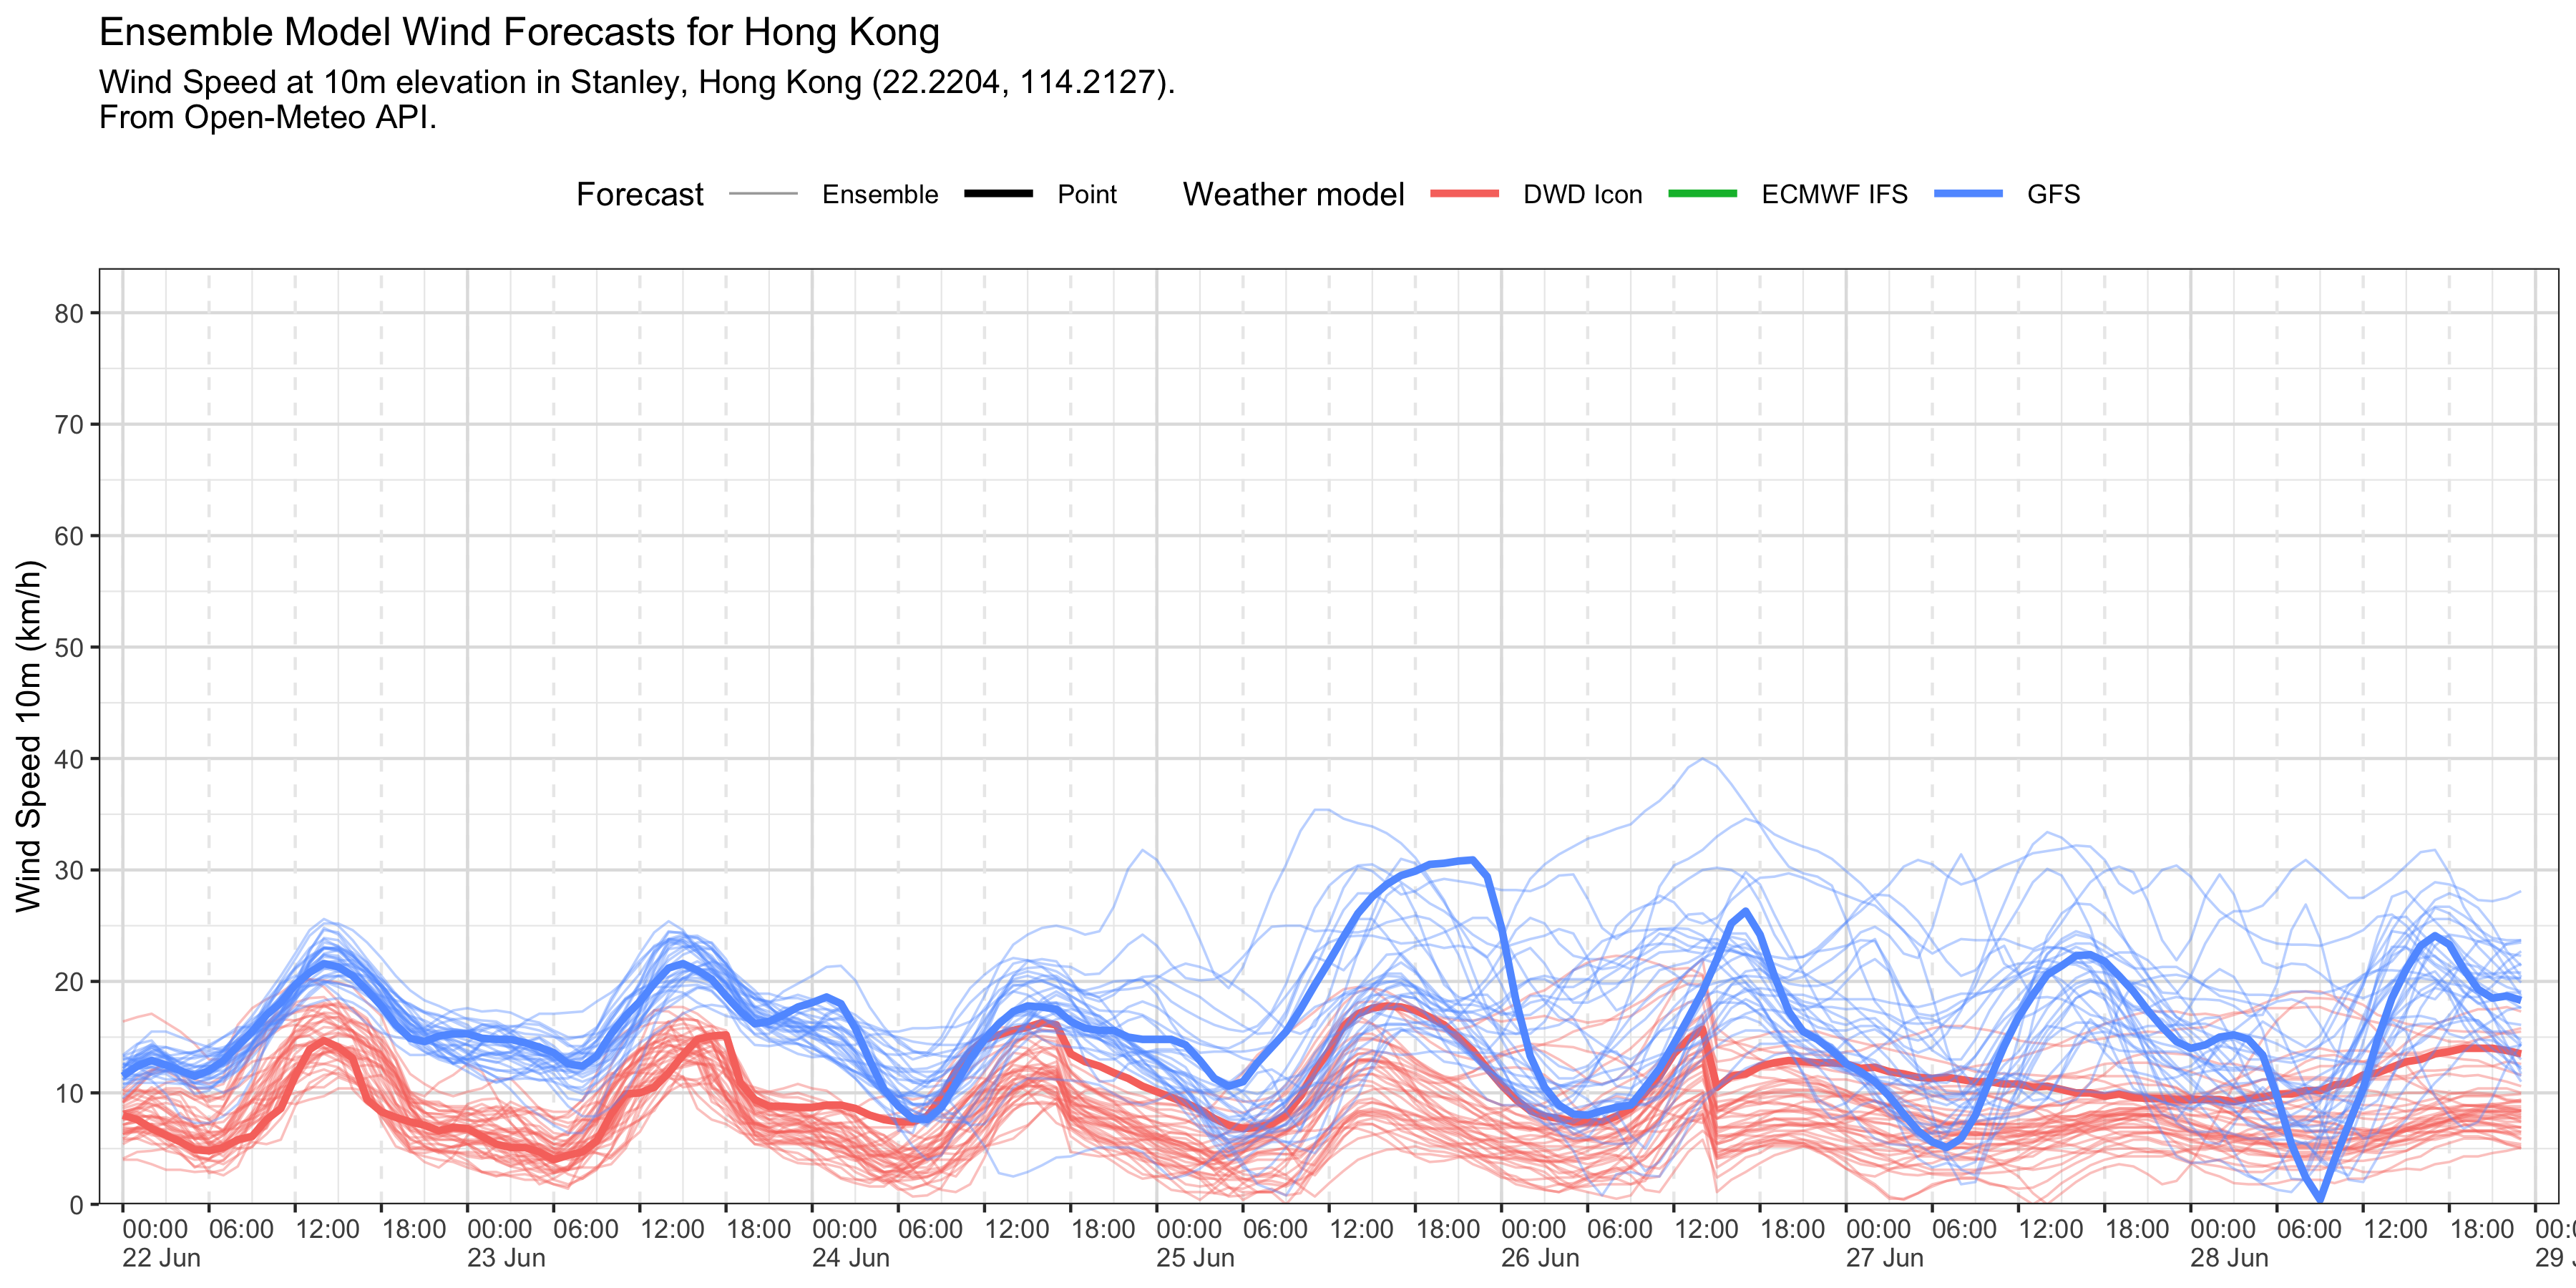 Ensemble Model Wind Forecasts for Hong Kong
Wind Speed at 10m elevation in Stanley, Hong Kong (22.2204, 114.2127).
From Open-Meteo API.
Forecast Ensemble Point Weather model DWD Icon ECMWF IFS GFS
Wind Speed 10m (km/h)
80
70
60
50
40
30
20
10
0
00:00 06:00 12:00 18:00 00:00 06:00 12:00 18:00 00:00 06:00 12:00 18:00 00:00 06:00 12:00 18:00 00:00 06:00 12:00 18:00 00:00 06:00 12:00 18:00 00:00 06:00 12:00 18:00 00:0
22 Jun 23 Jun 24 Jun 25 Jun 26 Jun 27 Jun 28 Jun 29